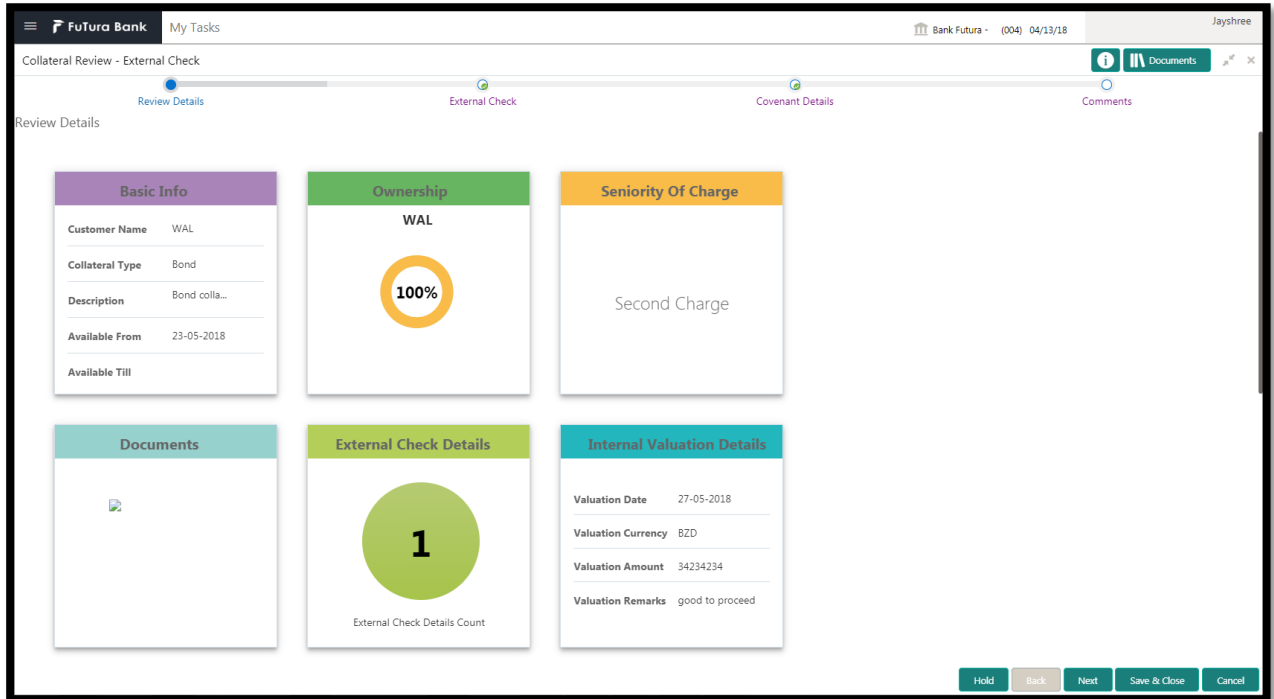 FuTura Bank My Tasks Bank Futura - (004) 04/13/18 Jayshree
Collateral Review - External Check Documents
Review Details External Check Covenant Details Comments
Review Details
Basic Info
Customer Name WAL
Collateral Type Bond
Description Bond colla...
Available From 23-05-2018
Available Till
Ownership
WAL
100%
Seniority Of Charge
Second Charge
Documents
External Check Details
1
External Check Details Count
Internal Valuation Details
Valuation Date 27-05-2018
Valuation Currency BZD
Valuation Amount 34234234
Valuation Remarks good to proceed
Hold Back Next Save & Close Cancel